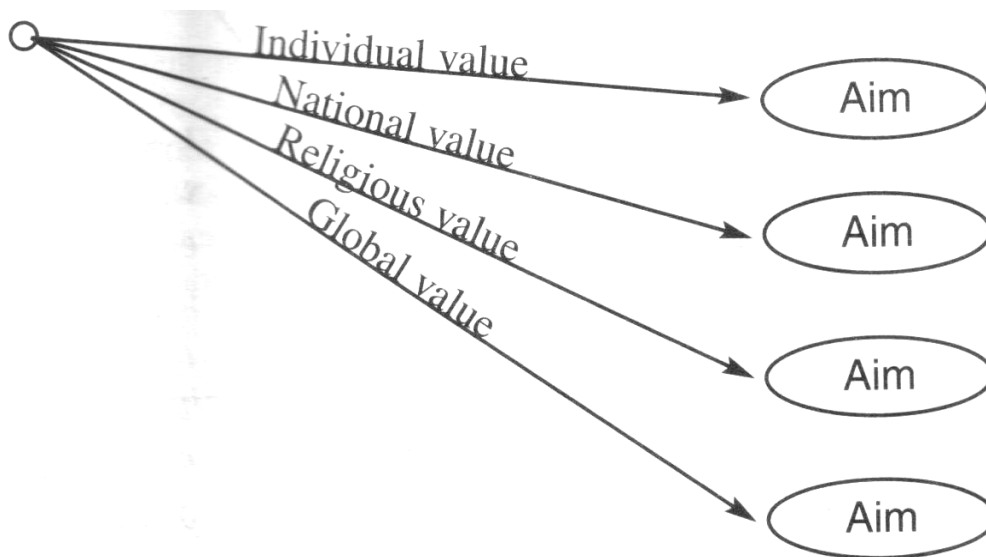 Individual value
Aim
National value
Aim
Religious value
Aim
Global value
Aim